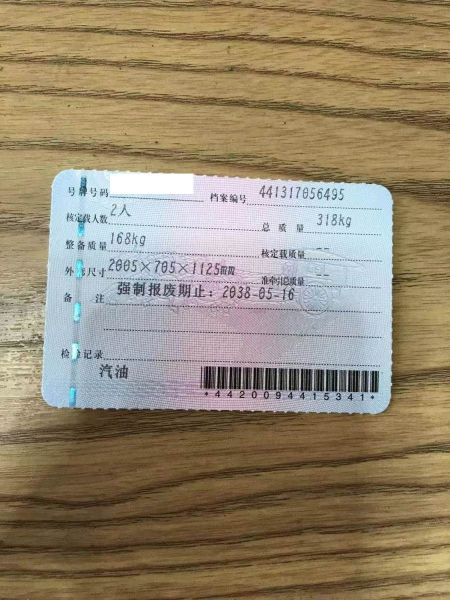 号牌号码 档案编号 441317056495
核定载人数 2人 总质量 318kg
整备质量 168kg 核定载质量 --
外廓尺寸 2005×705×1125 准牵引总质量 --
备注 强制报废期止：2038-05-16
检验记录
汽油
*4420094415341*